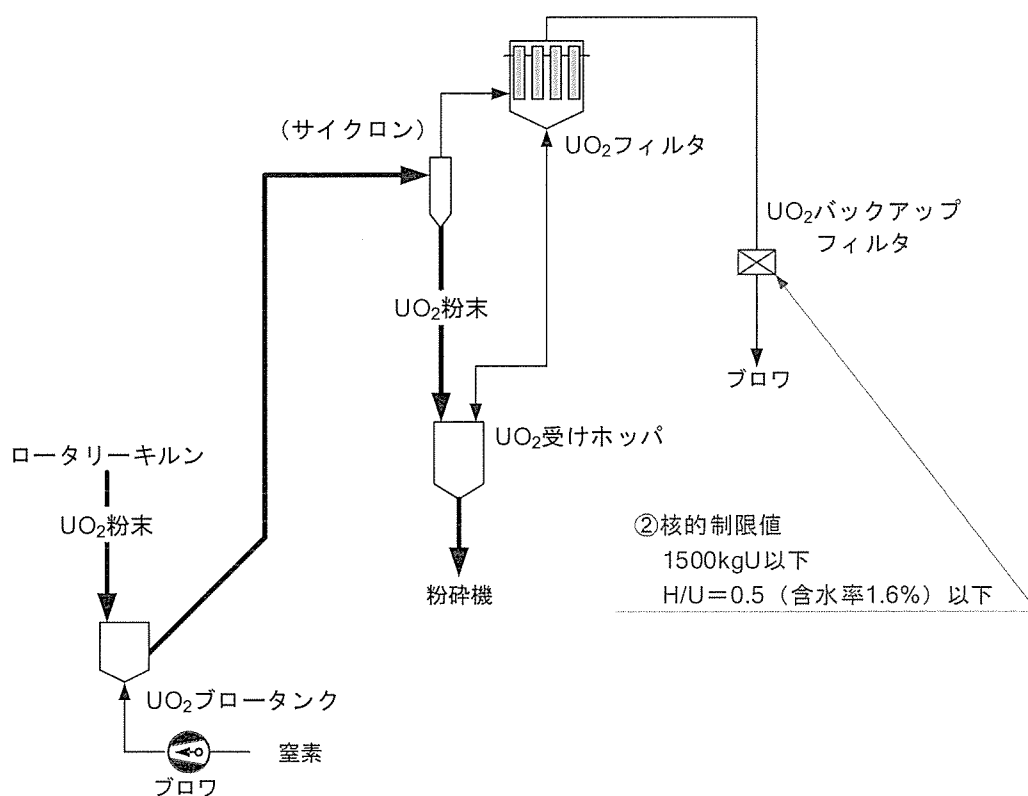 (サイクロン)
UO₂フィルタ
UO₂バックアップ
フィルタ
UO₂粉末
ブロワ
UO₂受けホッパ
ロータリーキルン
UO₂粉末
②核的制限値
1500kgU以下
H/U=0.5(含水率1.6%)以下
粉砕機
UO₂ブロータンク
窒素
ブロワ